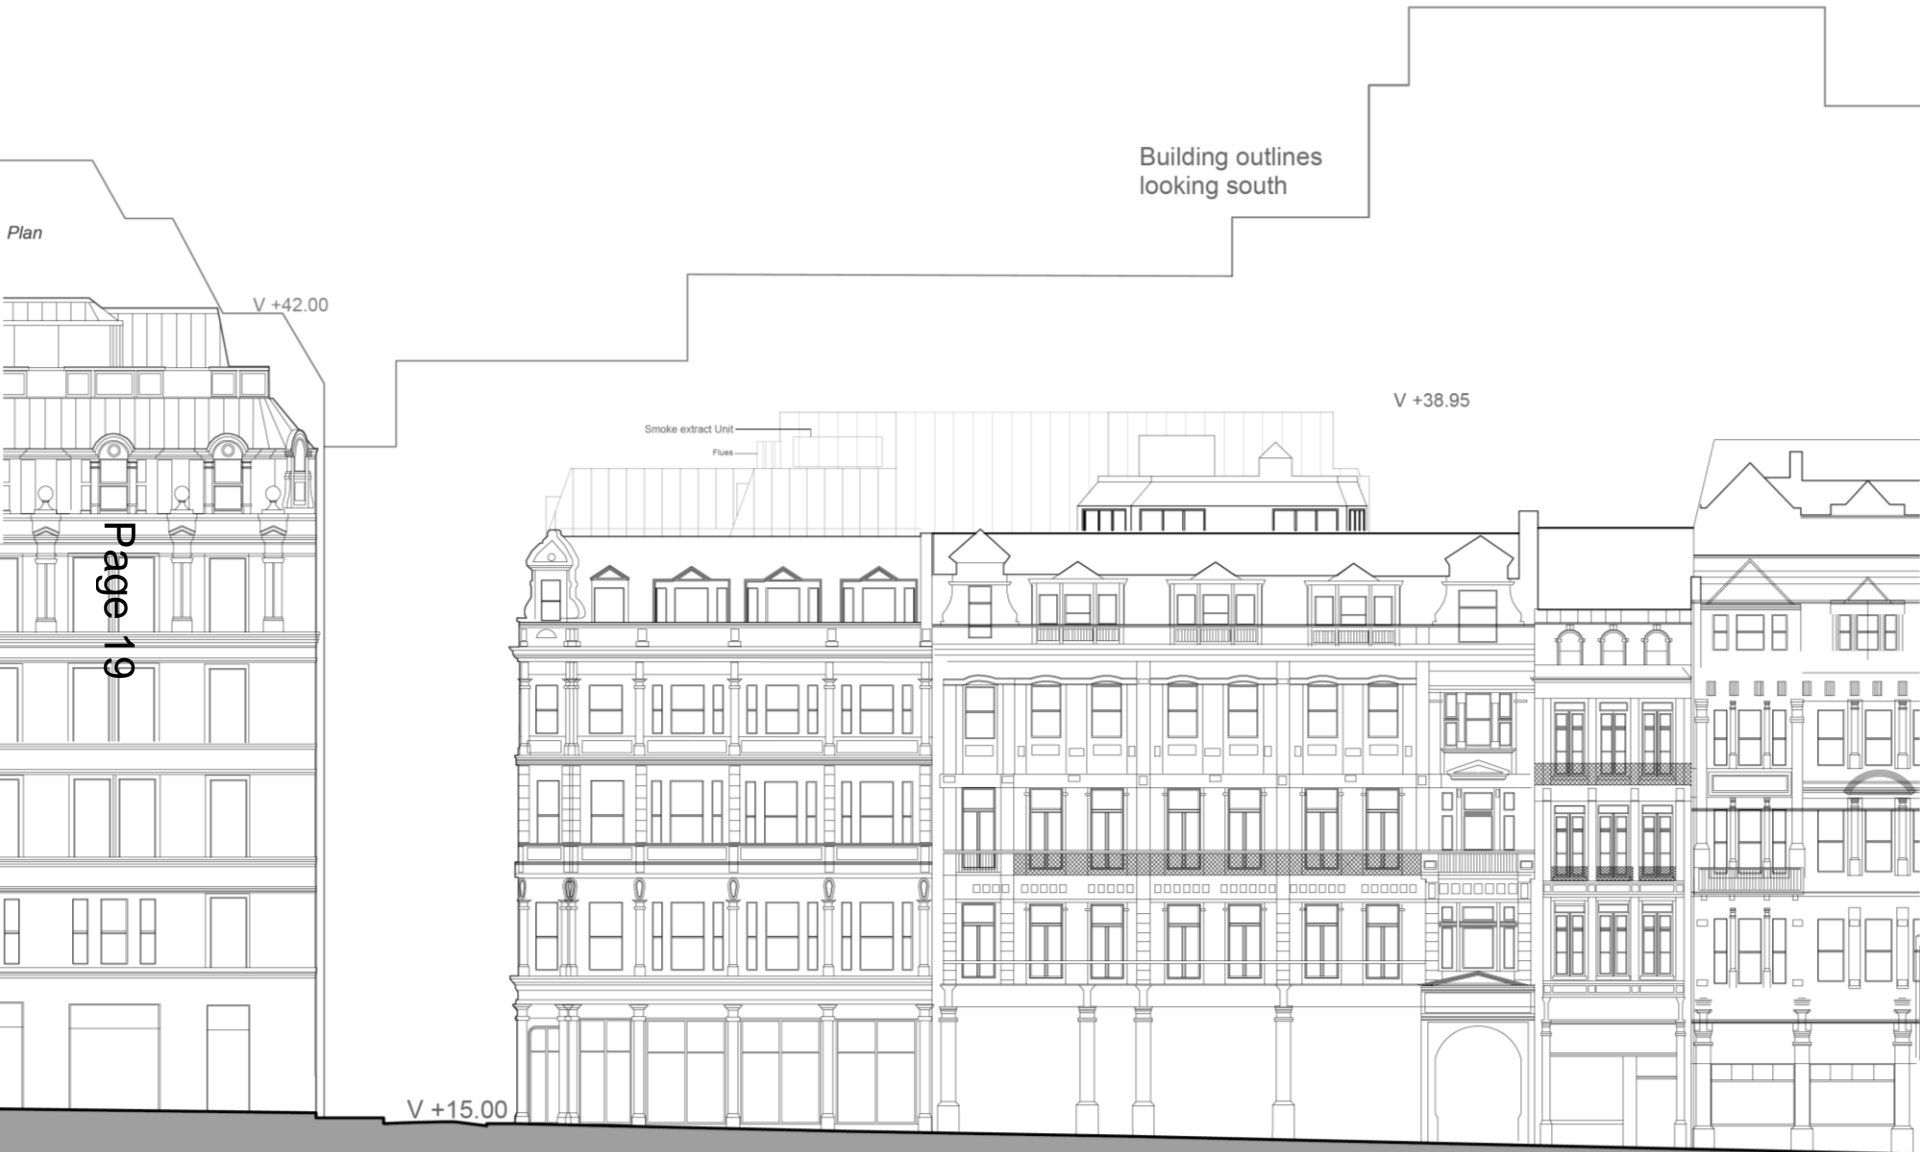 Building outlines
looking south
Plan
V +42.00
V +38.95
Smoke extract Unit
Flues
Page 19
V +15.00